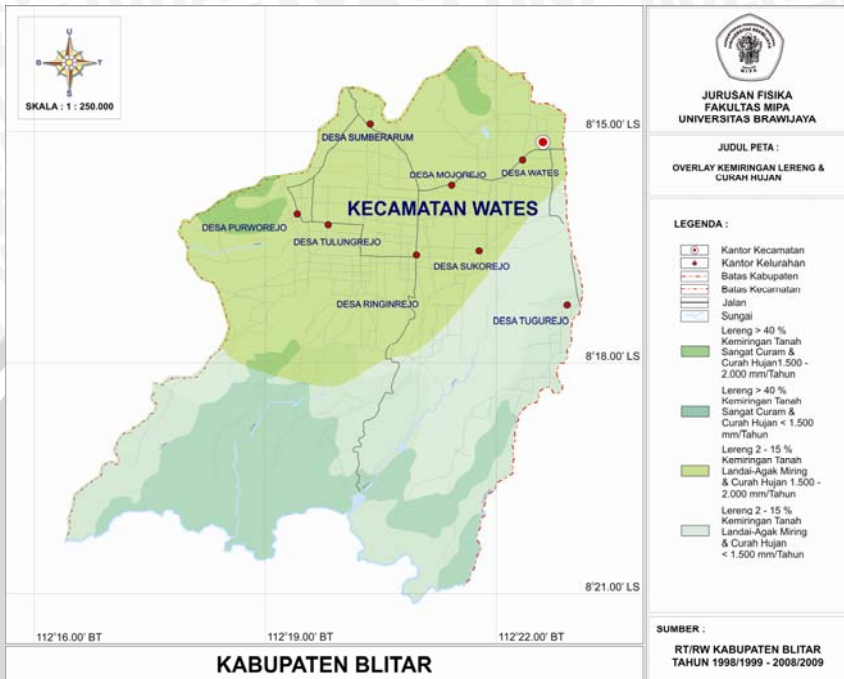 U
B T
S
SKALA : 1 : 250.000
8°15.00' LS
DESA SUMBERARUM
DESA MOJOREJO
DESA WATES
KECAMATAN WATES
DESA PURWOREJO
DESA TULUNGREJO
DESA SUKOREJO
DESA RINGINREJO
DESA TUGUREJO
8°18.00' LS
8°21.00' LS
112°16.00' BT
112°19.00' BT
112°22.00' BT
KABUPATEN BLITAR
UNIVERSITAS BRAWIJAYA
MIPA
JURUSAN FISIKA
FAKULTAS MIPA
UNIVERSITAS BRAWIJAYA
JUDUL PETA :
OVERLAY KEMIRINGAN LERENG &
CURAH HUJAN
LEGENDA :
Kantor Kecamatan
Kantor Kelurahan
Batas Kabupaten
Batas Kecamatan
Jalan
Sungai
Lereng > 40 %
Kemiringan Tanah
Sangat Curam &
Curah Hujan1.500 -
2.000 mm/Tahun
Lereng > 40 %
Kemiringan Tanah
Sangat Curam &
Curah Hujan < 1.500
mm/Tahun
Lereng 2 - 15 %
Kemiringan Tanah
Landai-Agak Miring
& Curah Hujan 1.500 -
2.000 mm/Tahun
Lereng 2 - 15 %
Kemiringan Tanah
Landai-Agak Miring
& Curah Hujan
< 1.500 mm/Tahun
SUMBER :
RT/RW KABUPATEN BLITAR
TAHUN 1998/1999 - 2008/2009